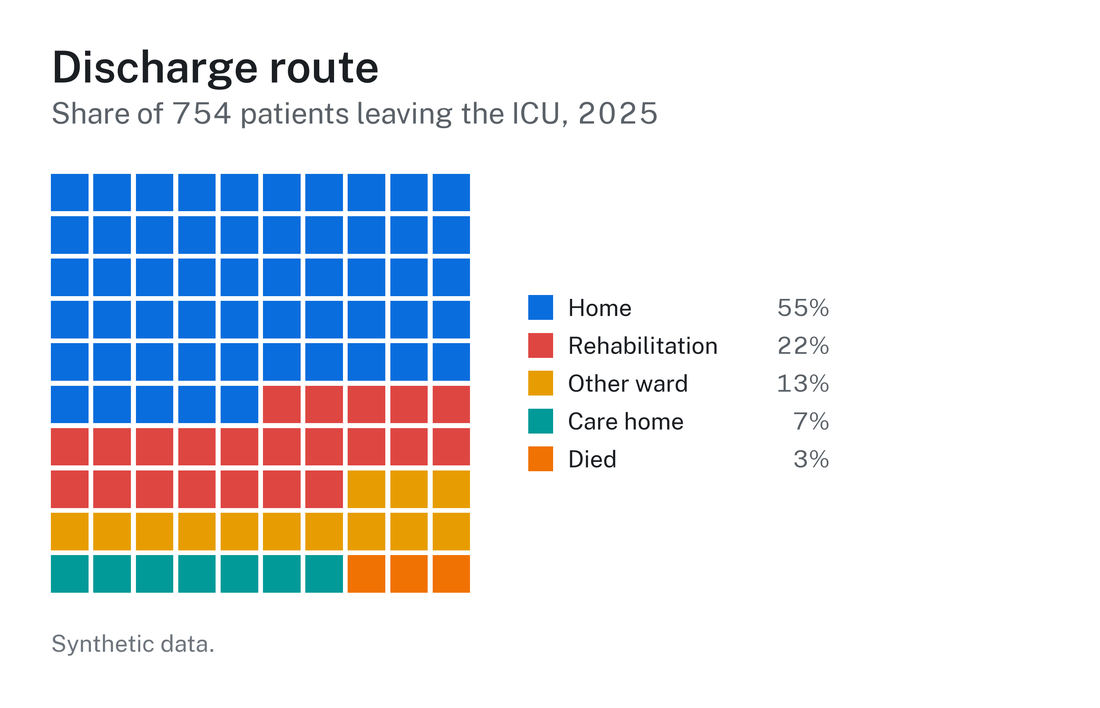 Discharge route
Share of 754 patients leaving the ICU, 2025
Home 55%
Rehabilitation 22%
Other ward 13%
Care home 7%
Died 3%
Synthetic data.